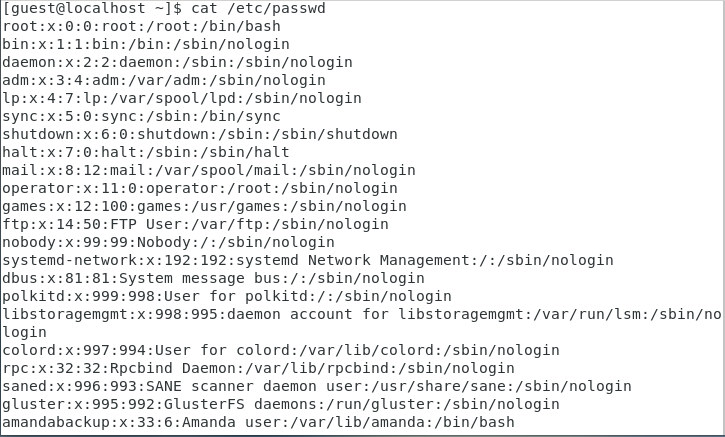 [guest@localhost ~]$ cat /etc/passwd
root:x:0:0:root:/root:/bin/bash
bin:x:1:1:bin:/bin:/sbin/nologin
daemon:x:2:2:daemon:/sbin:/sbin/nologin
adm:x:3:4:adm:/var/adm:/sbin/nologin
lp:x:4:7:lp:/var/spool/lpd:/sbin/nologin
sync:x:5:0:sync:/sbin:/bin/sync
shutdown:x:6:0:shutdown:/sbin:/sbin/shutdown
halt:x:7:0:halt:/sbin:/sbin/halt
mail:x:8:12:mail:/var/spool/mail:/sbin/nologin
operator:x:11:0:operator:/root:/sbin/nologin
games:x:12:100:games:/usr/games:/sbin/nologin
ftp:x:14:50:FTP User:/var/ftp:/sbin/nologin
nobody:x:99:99:Nobody:/:/sbin/nologin
systemd-network:x:192:192:systemd Network Management:/:/sbin/nologin
dbus:x:81:81:System message bus:/:/sbin/nologin
polkitd:x:999:998:User for polkitd:/:/sbin/nologin
libstoragemgmt:x:998:995:daemon account for libstoragemgmt:/var/run/lsm:/sbin/no
login
colord:x:997:994:User for colord:/var/lib/colord:/sbin/nologin
rpc:x:32:32:Rpcbind Daemon:/var/lib/rpcbind:/sbin/nologin
saned:x:996:993:SANE scanner daemon user:/usr/share/sane:/sbin/nologin
gluster:x:995:992:GlusterFS daemons:/run/gluster:/sbin/nologin
amandabackup:x:33:6:Amanda user:/var/lib/amanda:/bin/bash